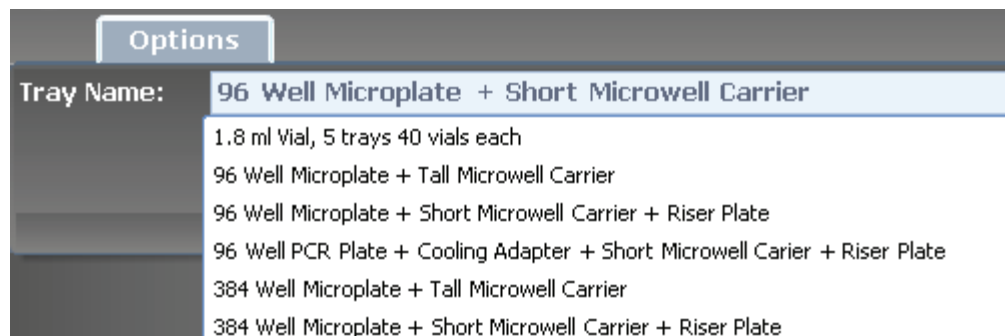 Options
Tray Name: 96 Well Microplate + Short Microwell Carrier
1.8 ml Vial, 5 trays 40 vials each
96 Well Microplate + Tall Microwell Carrier
96 Well Microplate + Short Microwell Carrier + Riser Plate
96 Well PCR Plate + Cooling Adapter + Short Microwell Carier + Riser Plate
384 Well Microplate + Tall Microwell Carrier
384 Well Microplate + Short Microwell Carrier + Riser Plate